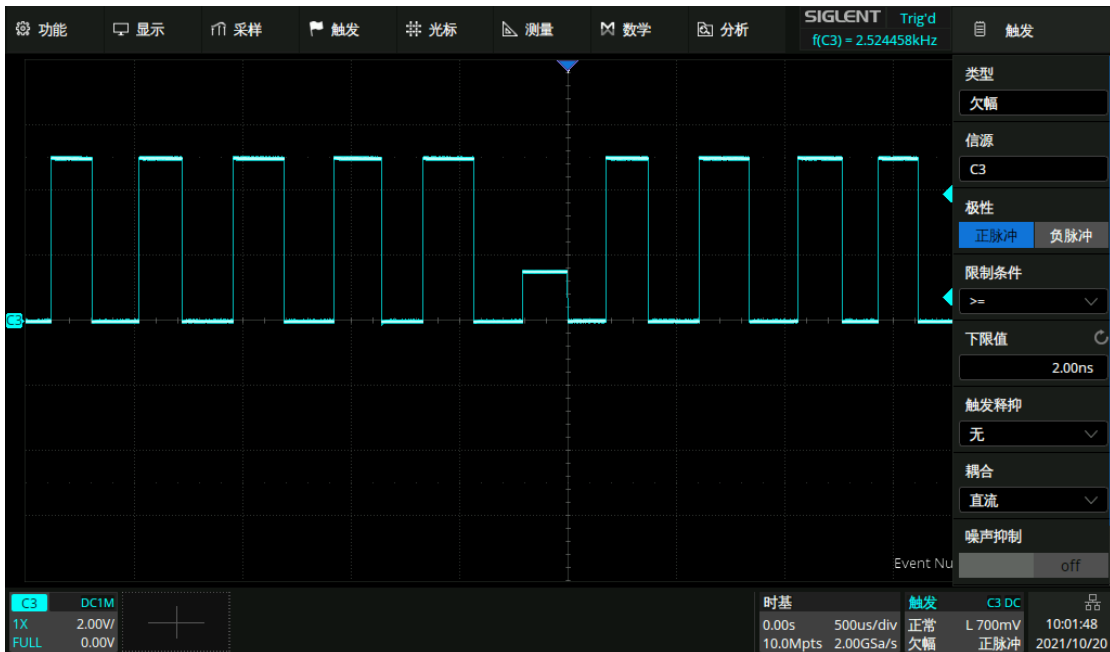 功能 显示 采样 触发 光标 测量 数学 分析
SIGLENT Trig'd
f(C3) = 2.524458kHz
触发
类型
欠幅
信源
C3
极性
正脉冲 负脉冲
限制条件
>=
下限值
2.00ns
触发释抑
无
耦合
直流
噪声抑制
off
C3
Event Nu
C3 DC1M
1X 2.00V/
FULL 0.00V
时基
0.00s 500us/div
10.0Mpts 2.00GSa/s
触发 C3 DC
正常 L 700mV
欠幅 正脉冲
10:01:48
2021/10/20